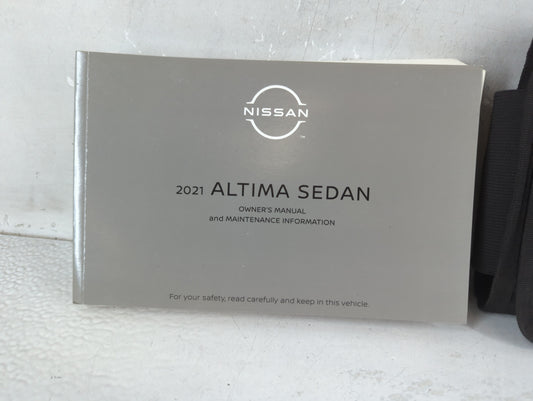 NISSAN
2021 ALTIMA SEDAN
OWNER'S MANUAL
and MAINTENANCE INFORMATION
For your safety, read carefully and keep in this vehicle.